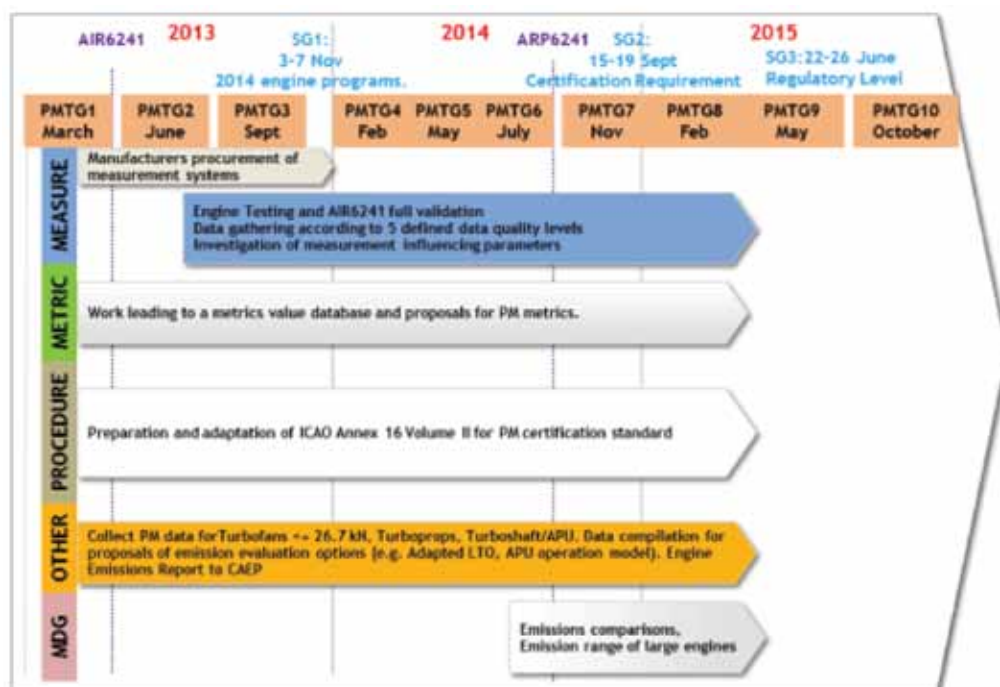 AIR6241 2013 SG1: 2014 ARP6241 SG2: 2015
3-7 Nov 15-19 Sept SG3:22-26 June
2014 engine programs. Certification Requirement Regulatory Level
PMTG1 PMTG2 PMTG3 PMTG4 PMTG5 PMTG6 PMTG7 PMTG8 PMTG9 PMTG10
March June Sept Feb May July Nov Feb May October
MEASURE
Manufacturers procurement of
measurement systems
Engine Testing and AIR6241 full validation
Data gathering according to 5 defined data quality levels
Investigation of measurement influencing parameters
METRIC
Work leading to a metrics value database and proposals for PM metrics.
PROCEDURE
Preparation and adaptation of ICAO Annex 16 Volume II for PM certification standard
OTHER
Collect PM data for Turbofans <= 26.7 kN, Turboprops, Turboshaft/APU. Data compilation for
proposals of emission evaluation options (e.g. Adapted LTO, APU operation model). Engine
Emissions Report to CAEP
MDG
Emissions comparisons,
Emission range of large engines